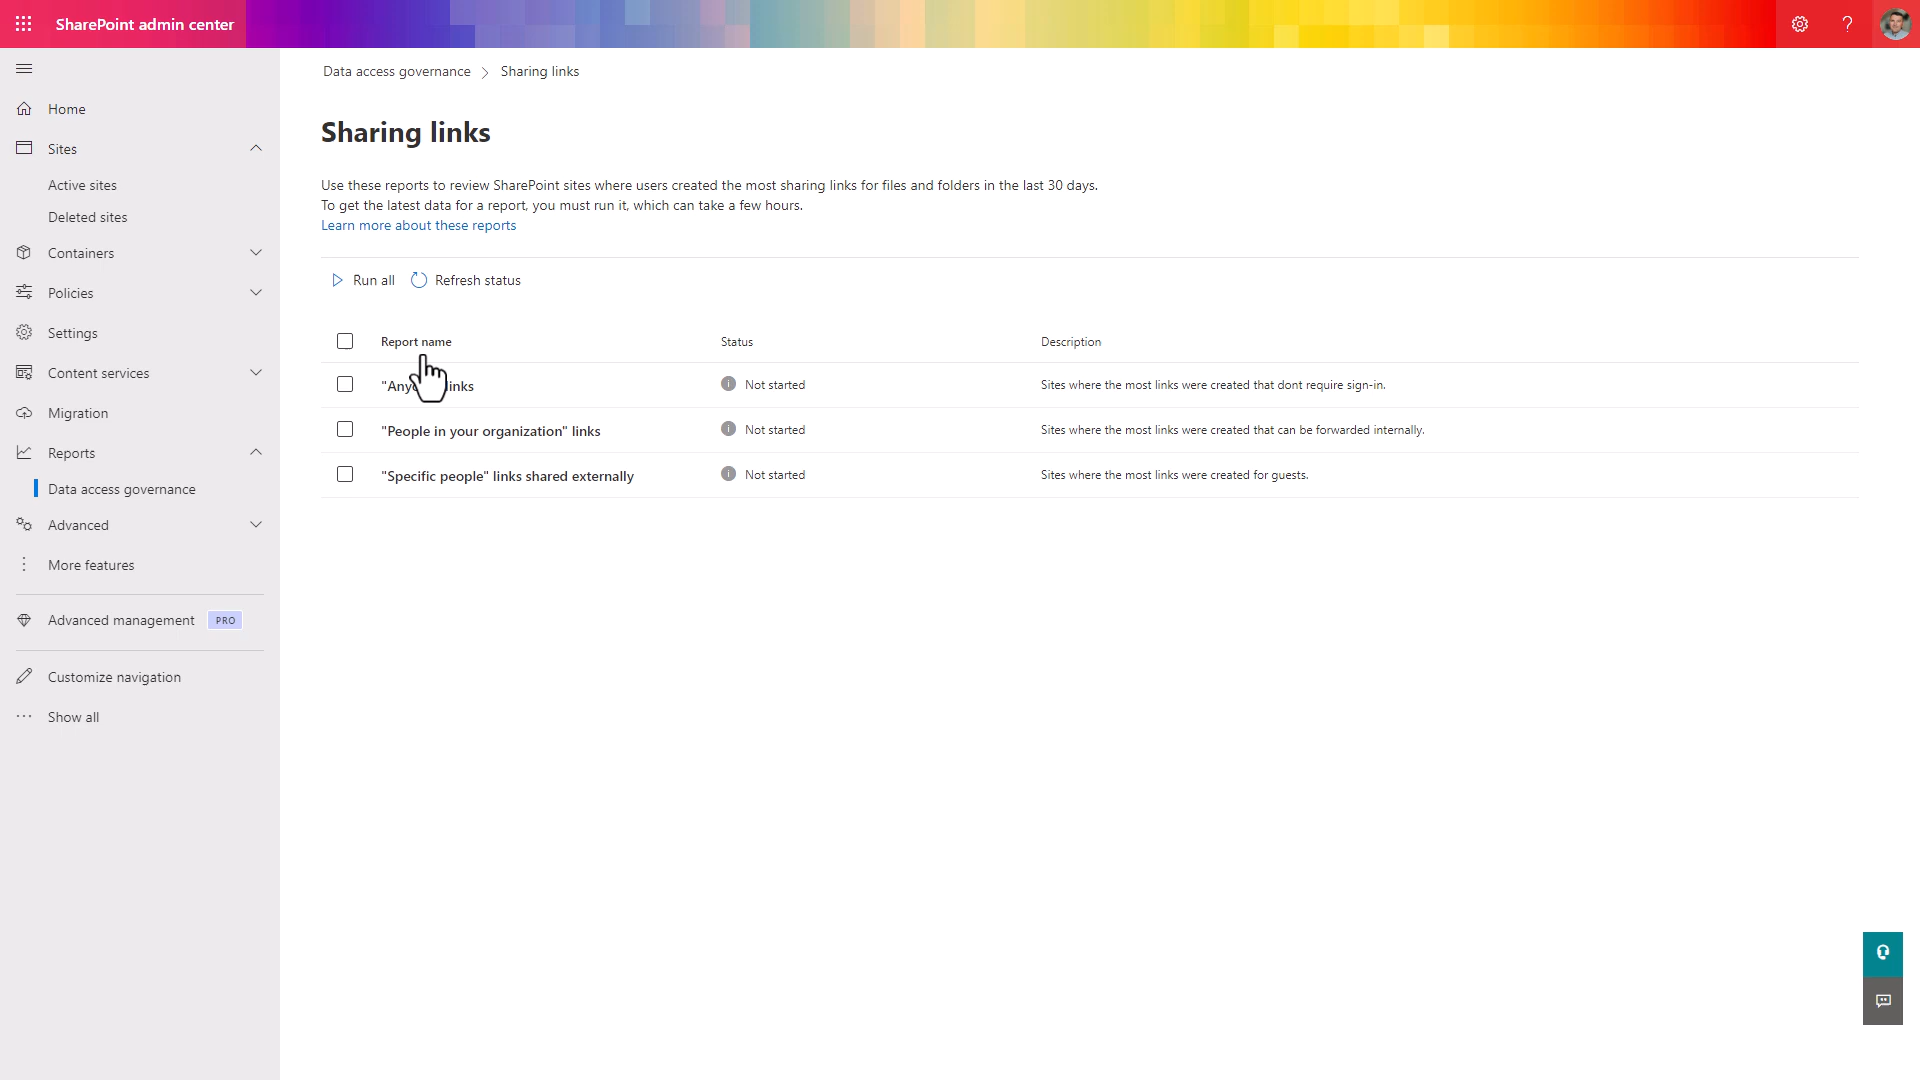 SharePoint admin center
Data access governance > Sharing links
Home
Sites
Active sites
Deleted sites
Containers
Policies
Settings
Content services
Migration
Reports
Data access governance
Advanced
More features
Advanced management PRO
Customize navigation
Show all
Sharing links
Use these reports to review SharePoint sites where users created the most sharing links for files and folders in the last 30 days.
To get the latest data for a report, you must run it, which can take a few hours.
Learn more about these reports
Run all Refresh status
Report name Status Description
links Not started Sites where the most links were created that dont require sign-in.
"People in your organization" links Not started Sites where the most links were created that can be forwarded internally.
"Specific people" links shared externally Not started Sites where the most links were created for guests.